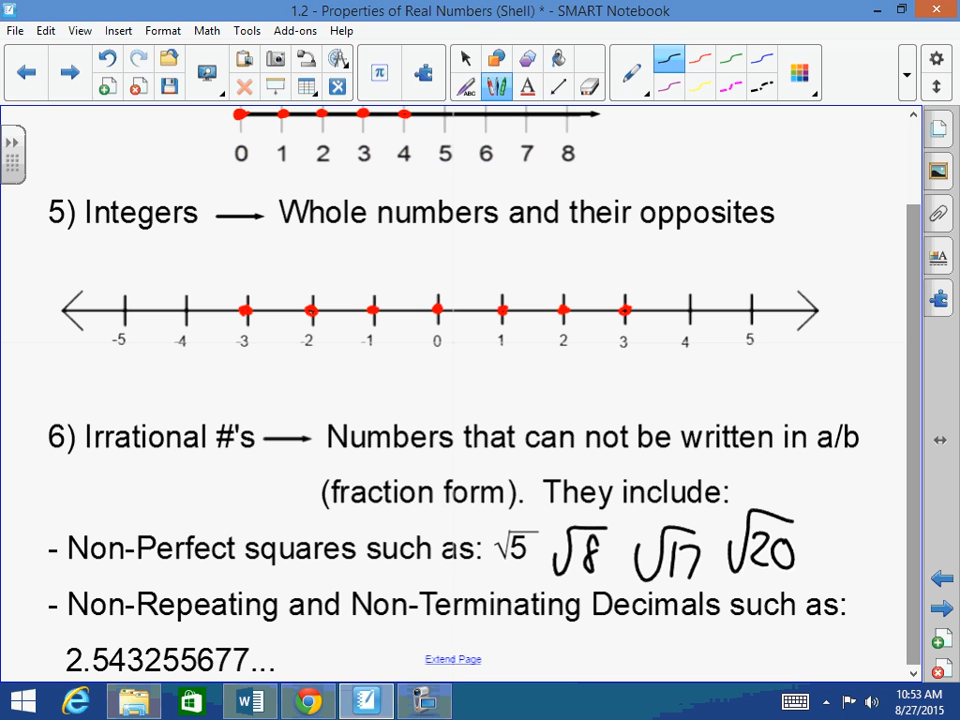 1.2 - Properties of Real Numbers (Shell) * - SMART Notebook
File Edit View Insert Format Math Tools Add-ons Help
0 1 2 3 4 5 6 7 8
5) Integers Whole numbers and their opposites
-5 -4 -3 -2 -1 0 1 2 3 4 5
6) Irrational #'s Numbers that can not be written in a/b
(fraction form). They include:
- Non-Perfect squares such as: √5 √8 √17 √20
- Non-Repeating and Non-Terminating Decimals such as:
2.543255677...
Extend Page
10:53 AM
8/27/2015